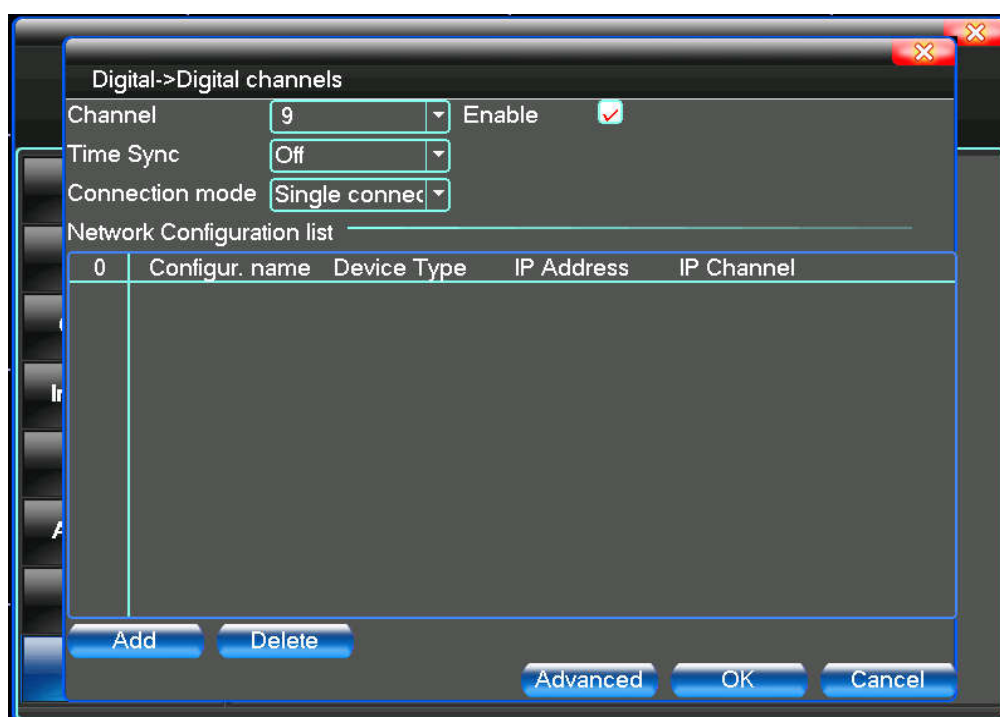 Digital->Digital channels
Channel 9 Enable
Time Sync Off
Connection mode Single connec
Network Configuration list
0 Configur. name Device Type IP Address IP Channel
Add Delete
Advanced OK Cancel